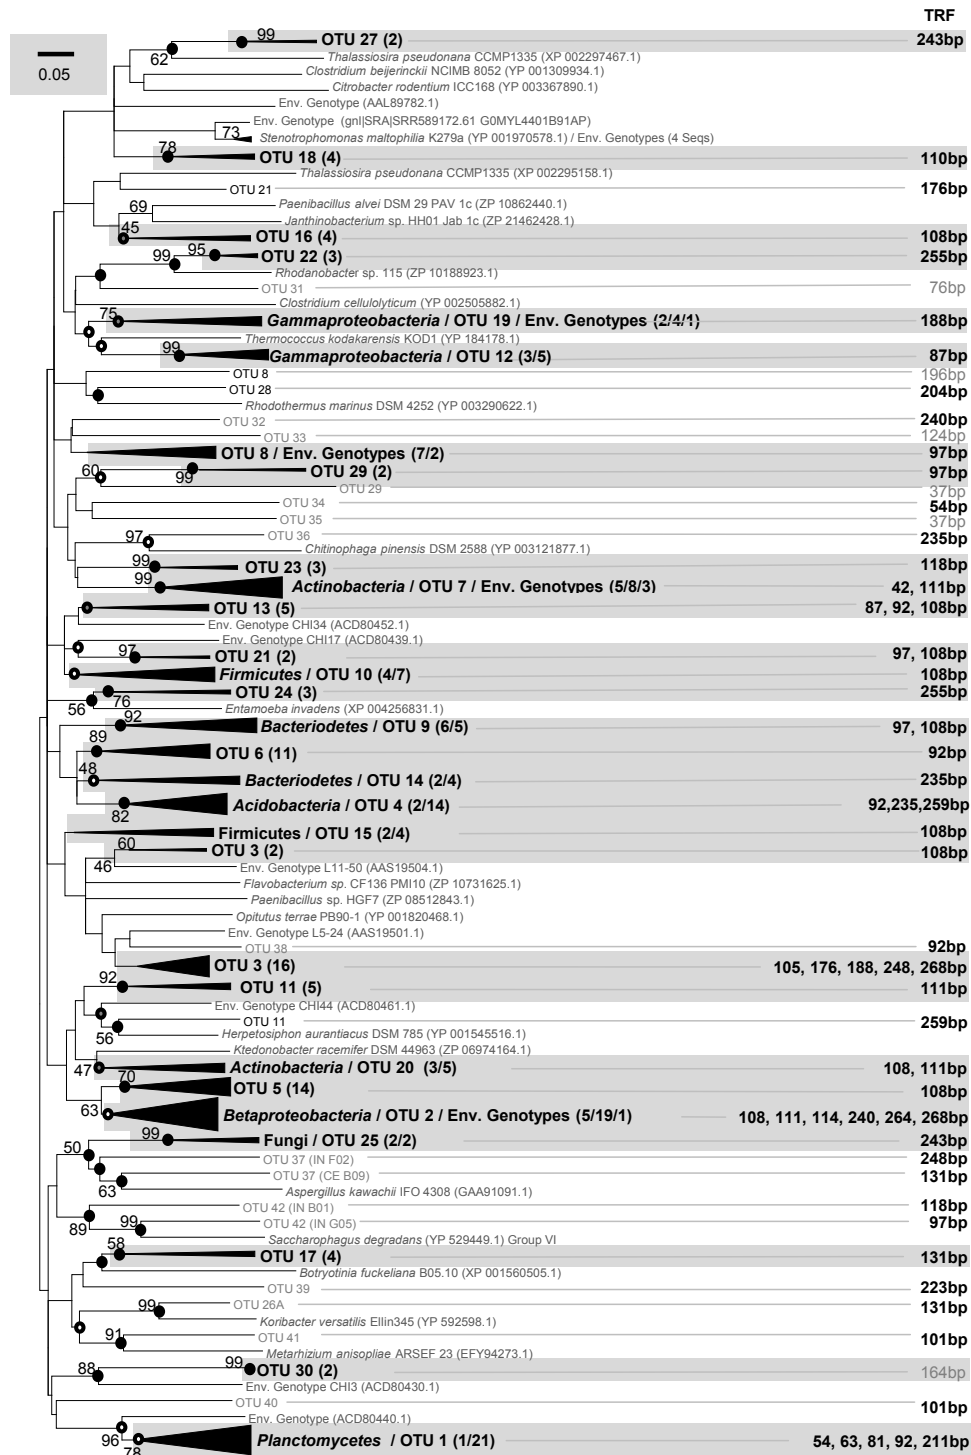 TRF
99 OTU 27 (2) 243bp
62 Thalassiosira pseudonana CCMP1335 (XP 002297467.1)
0.05 Clostridium beijerinckii NCIMB 8052 (YP 001309934.1)
Citrobacter rodentium ICC168 (YP 003367890.1)
Env. Genotype (AAL89782.1)
Env. Genotype (gnl|SRA|SRR589172.61 G0MYL4401B91AP)
73 Stenotrophomonas maltophilia K279a (YP 001970578.1) / Env. Genotypes (4 Seqs)
78 OTU 18 (4) 110bp
Thalassiosira pseudonana CCMP1335 (XP 002295158.1)
OTU 21 176bp
69 Paenibacillus alvei DSM 29 PAV 1c (ZP 10862440.1)
Janthinobacterium sp. HH01 Jab 1c (ZP 21462428.1)
45 OTU 16 (4) 108bp
99 95 OTU 22 (3) 255bp
Rhodanobacter sp. 115 (ZP 10188923.1)
OTU 31 76bp
Clostridium cellulolyticum (YP 002505882.1)
75 Gammaproteobacteria / OTU 19 / Env. Genotypes (2/4/1) 188bp
Thermococcus kodakarensis KOD1 (YP 184178.1)
99 Gammaproteobacteria / OTU 12 (3/5) 87bp
OTU 8 196bp
OTU 28 204bp
Rhodothermus marinus DSM 4252 (YP 003290622.1)
OTU 32 240bp
OTU 33 124bp
OTU 8 / Env. Genotypes (7/2) 97bp
60 99 OTU 29 (2) 97bp
OTU 29 37bp
OTU 34 54bp
OTU 35 37bp
97 OTU 36 235bp
Chitinophaga pinensis DSM 2588 (YP 003121877.1)
99 OTU 23 (3) 118bp
99 Actinobacteria / OTU 7 / Env. Genotypes (5/8/3) 42, 111bp
OTU 13 (5) 87, 92, 108bp
Env. Genotype CHI34 (ACD80452.1)
Env. Genotype CHI17 (ACD80439.1)
97 OTU 21 (2) 97, 108bp
Firmicutes / OTU 10 (4/7) 108bp
76 OTU 24 (3) 255bp
56 Entamoeba invadens (XP 004256831.1)
92 Bacteriodetes / OTU 9 (6/5) 97, 108bp
89 OTU 6 (11) 92bp
48 Bacteriodetes / OTU 14 (2/4) 235bp
82 Acidobacteria / OTU 4 (2/14) 92,235,259bp
Firmicutes / OTU 15 (2/4) 108bp
60 OTU 3 (2) 108bp
46 Env. Genotype L11-50 (AAS19504.1)
Flavobacterium sp. CF136 PMI10 (ZP 10731625.1)
Paenibacillus sp. HGF7 (ZP 08512843.1)
Opitutus terrae PB90-1 (YP 001820468.1)
Env. Genotype L5-24 (AAS19501.1)
OTU 38 92bp
OTU 3 (16) 105, 176, 188, 248, 268bp
92 OTU 11 (5) 111bp
Env. Genotype CHI44 (ACD80461.1)
OTU 11 259bp
56 Herpetosiphon aurantiacus DSM 785 (YP 001545516.1)
Ktedonobacter racemifer DSM 44963 (ZP 06974164.1)
47 Actinobacteria / OTU 20 (3/5) 108, 111bp
70 OTU 5 (14) 108bp
63 Betaproteobacteria / OTU 2 / Env. Genotypes (5/19/1) 108, 111, 114, 240, 264, 268bp
99 Fungi / OTU 25 (2/2) 243bp
50 OTU 37 (IN F02) 248bp
OTU 37 (CE B09) 131bp
63 Aspergillus kawachii IFO 4308 (GAA91091.1)
OTU 42 (IN B01) 118bp
89 99 OTU 42 (IN G05) 97bp
Saccharophagus degradans (YP 529449.1) Group VI
58 OTU 17 (4) 131bp
Botryotinia fuckeliana B05.10 (XP 001560505.1)
OTU 39 223bp
99 OTU 26A 131bp
Koribacter versatilis Ellin345 (YP 592598.1)
91 OTU 41 101bp
Metarhizium anisopliae ARSEF 23 (EFY94273.1)
88 99 OTU 30 (2) 164bp
Env. Genotype CHI3 (ACD80430.1)
OTU 40 101bp
Env. Genotype (ACD80440.1)
96 78 Planctomycetes / OTU 1 (1/21) 54, 63, 81, 92, 211bp